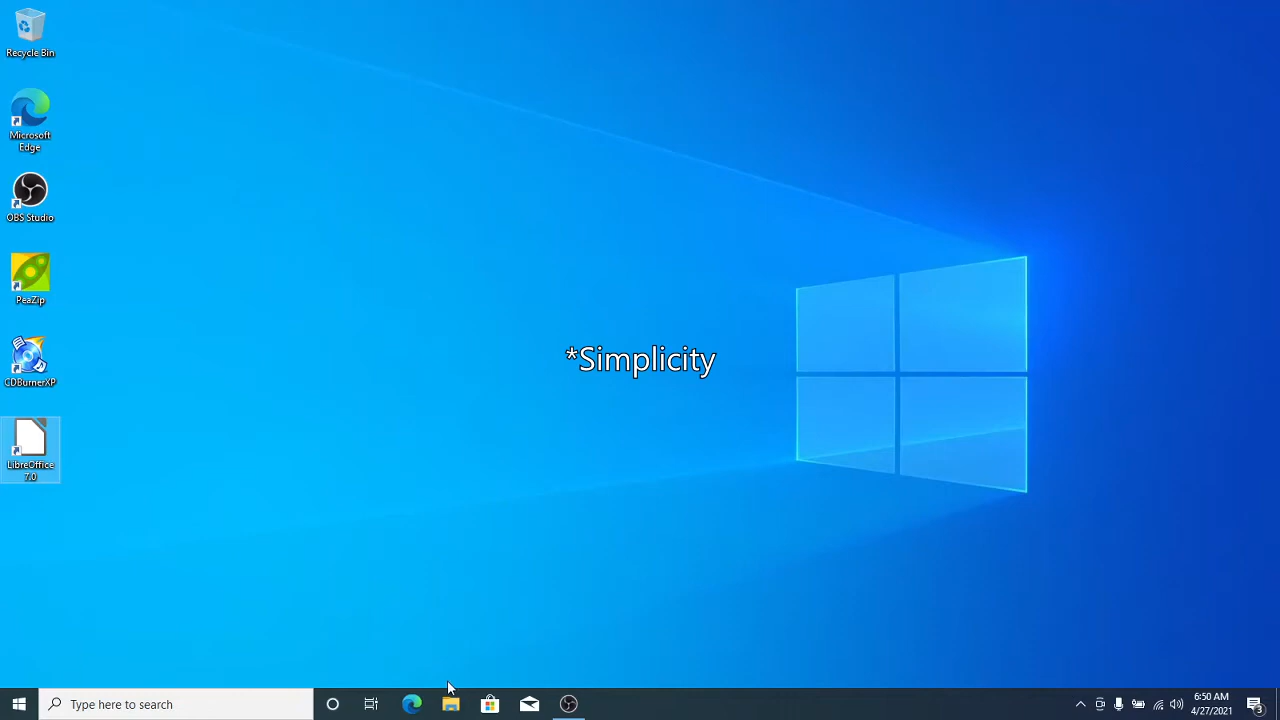 Recycle Bin
Microsoft
Edge
OBS Studio
PeaZip
CDBurnerXP
LibreOffice
7.0
*Simplicity
Type here to search
6:50 AM
4/27/2021
3